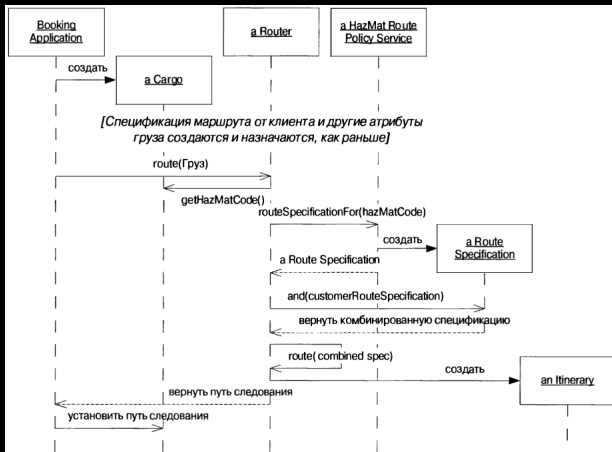 Booking
Application
a Router
a HazMat Route
Policy Service
создать
a Cargo
[Спецификация маршрута от клиента и другие атрибуты
груза создаются и назначаются, как раньше]
route(Груз)
getHazMatCode()
routeSpecificationFor(hazMatCode)
создать
a Route
Specification
a Route Specification
and(customerRouteSpecification)
вернуть комбинированную спецификацию
route( combined spec)
создать
an Itinerary
вернуть путь следования
установить путь следования